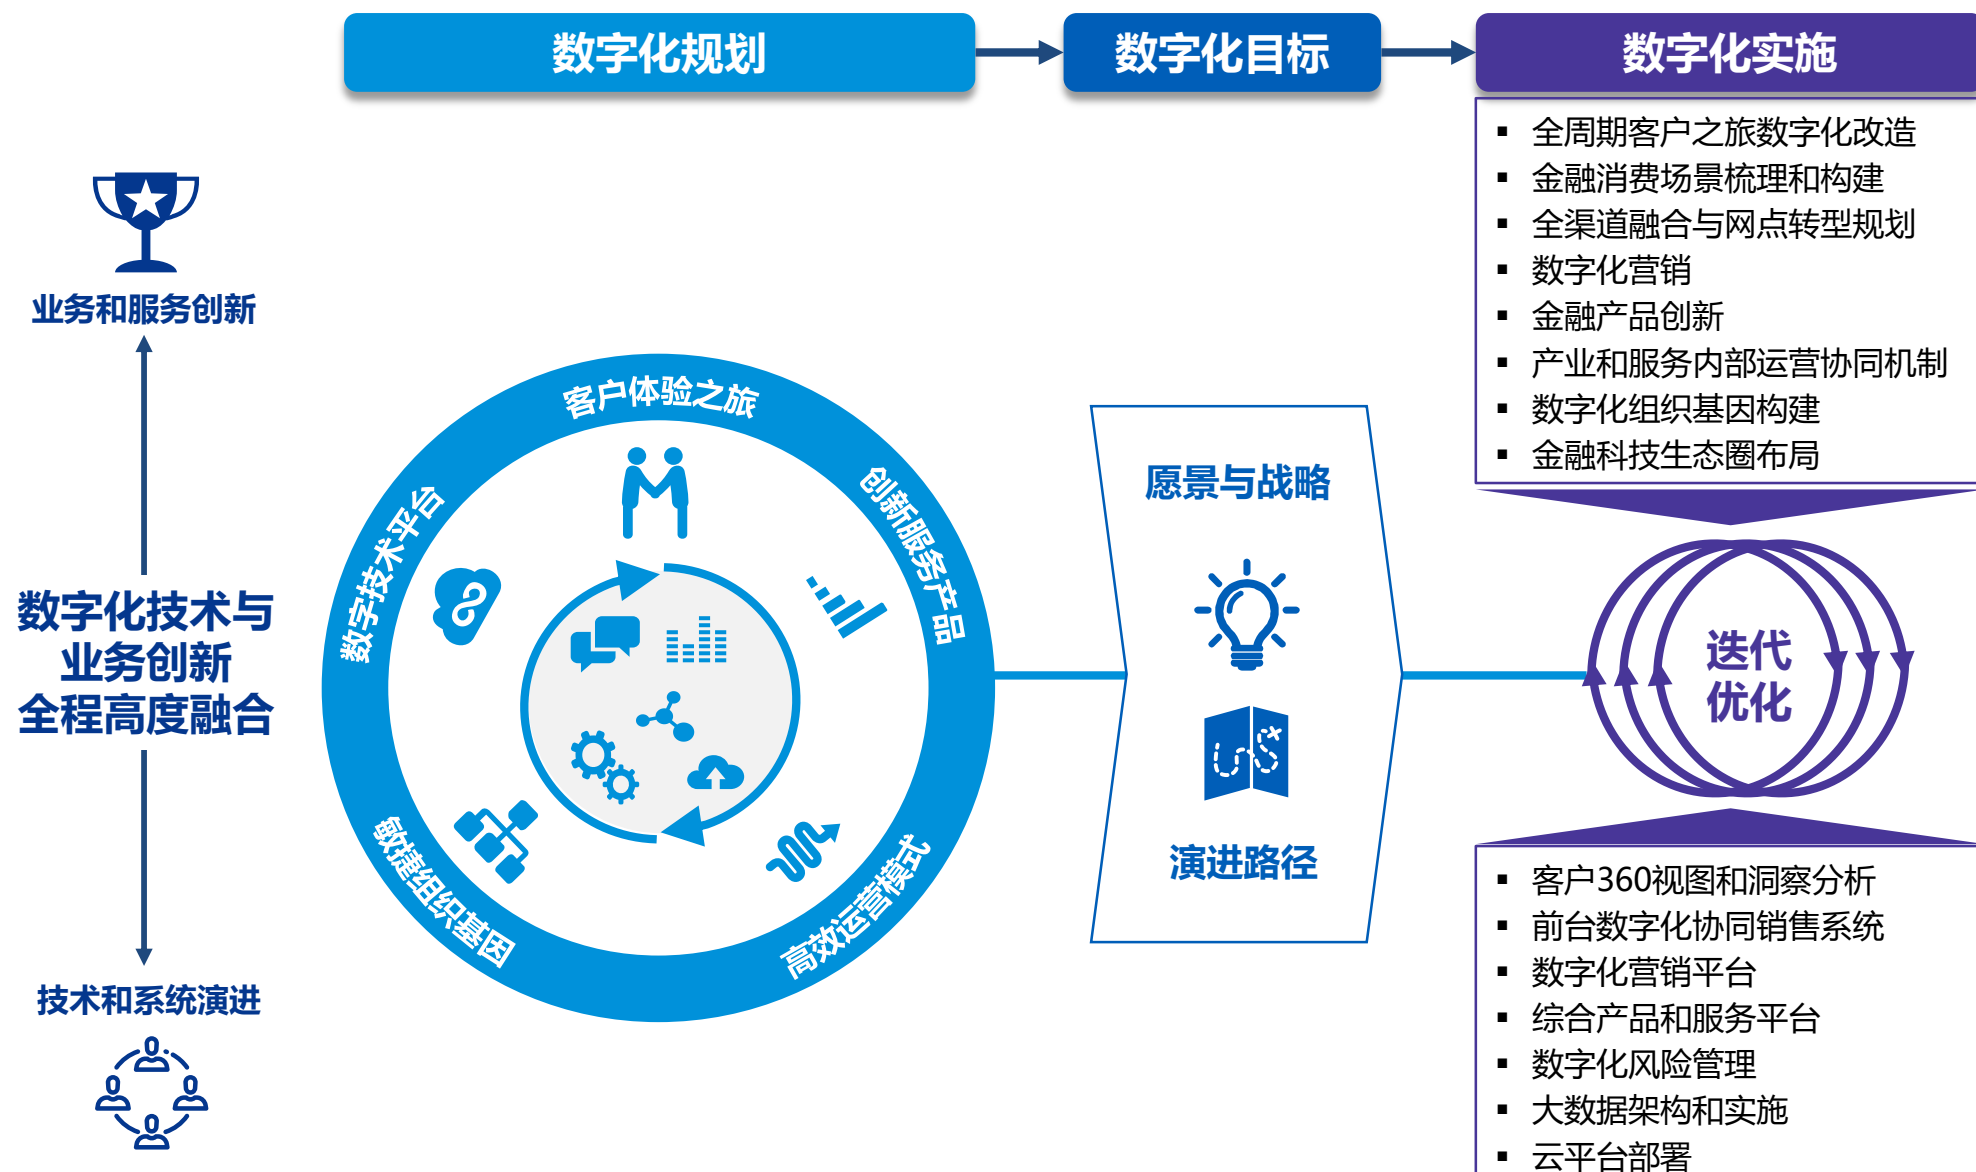 数字化规划
数字化目标
数字化实施
业务和服务创新
数字化技术与
业务创新
全程高度融合
技术和系统演进
客户体验之旅
创新服务产品
高效运营模式
敏捷组织基因
数字技术平台
愿景与战略
演进路径
全周期客户之旅数字化改造
金融消费场景梳理和构建
全渠道融合与网点转型规划
数字化营销
金融产品创新
产业和服务内部运营协同机制
数字化组织基因构建
金融科技生态圈布局
迭代
优化
客户360视图和洞察分析
前台数字化协同销售系统
数字化营销平台
综合产品和服务平台
数字化风险管理
大数据架构和实施
云平台部署